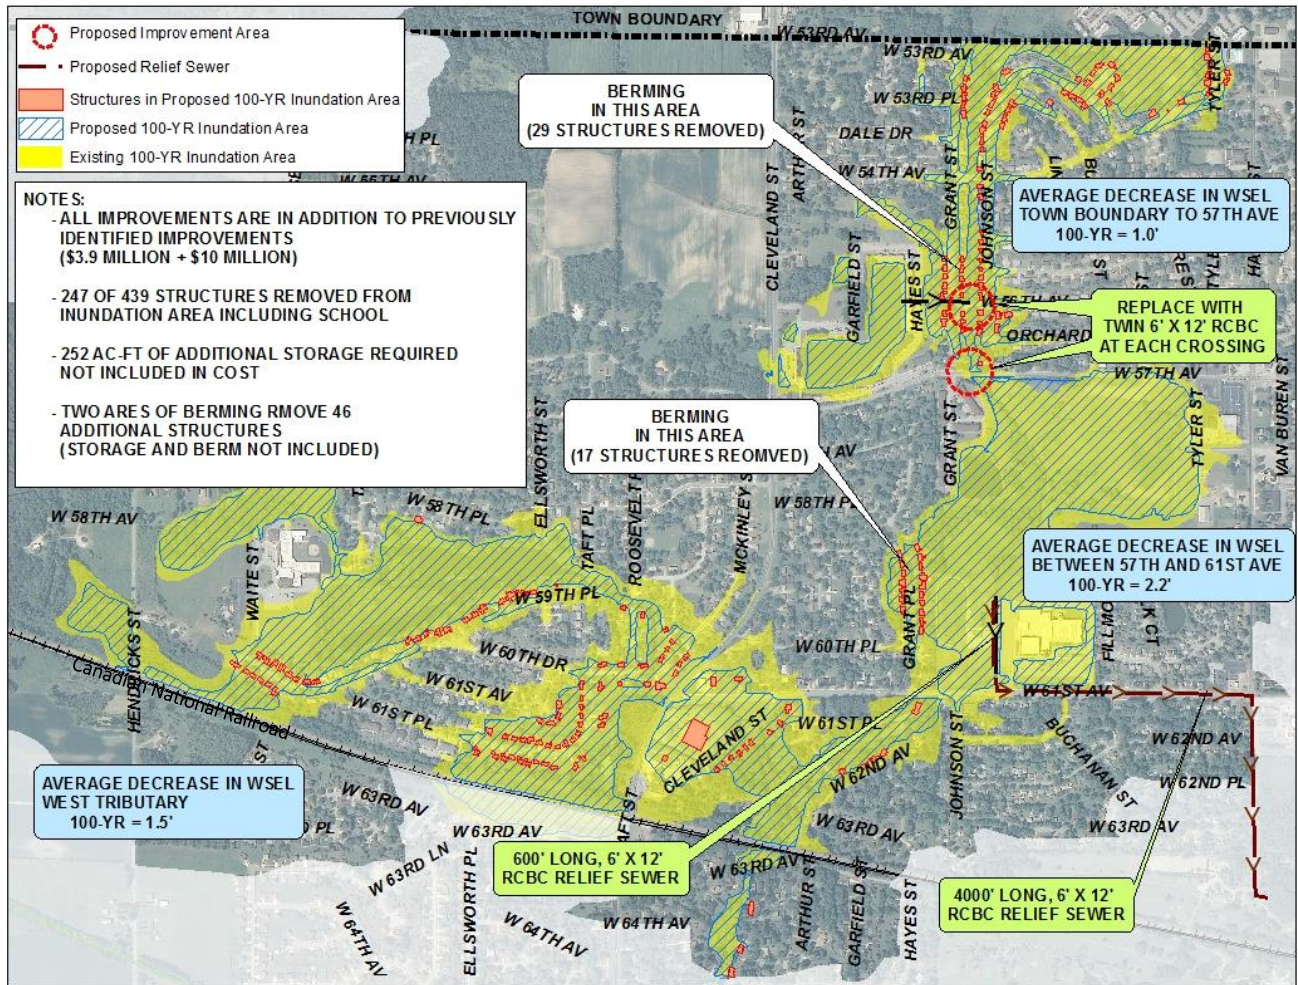 TOWN BOUNDARY
W 53RD AV
Proposed Improvement Area
Proposed Relief Sewer
Structures in Proposed 100-YR Inundation Area
Proposed 100-YR Inundation Area
Existing 100-YR Inundation Area
W 53RD AV
TYLER ST
BERMING
IN THIS AREA
(29 STRUCTURES REMOVED)
W 53RD PL
ARTHUR ST
DALE DR
H PL
W 54TH AV
GRANT ST
JOHNSON ST
CLEVELAND ST
NOTES:
- ALL IMPROVEMENTS ARE IN ADDITION TO PREVIOUSLY
IDENTIFIED IMPROVEMENTS
($3.9 MILLION + $10 MILLION)
- 247 OF 439 STRUCTURES REMOVED FROM
INUNDATION AREA INCLUDING SCHOOL
- 252 AC-FT OF ADDITIONAL STORAGE REQUIRED
NOT INCLUDED IN COST
- TWO ARES OF BERMING RMOVE 46
ADDITIONAL STRUCTURES
(STORAGE AND BERM NOT INCLUDED)
AVERAGE DECREASE IN WSEL
TOWN BOUNDARY TO 57TH AVE
100-YR = 1.0'
GARFIELD ST
HAYES ST
W 56TH AV
ORCHARD
REPLACE WITH
TWIN 6' X 12' RCBC
AT EACH CROSSING
W 57TH AV
VAN BUREN ST
GRANT ST
TYLER ST
BERMING
IN THIS AREA
(17 STRUCTURES REOMVED)
ELLSWORTH ST
TAFT PL
MCKINLEY S
W 58TH AV
W 58TH PL
WAITE ST
W 59TH PL
AVERAGE DECREASE IN WSEL
BETWEEN 57TH AND 61ST AVE
100-YR = 2.2'
HENDRICKS ST
W 60TH DR
W 60TH PL
GRANT PL
K CT
W 61ST AV
W 61ST PL
CLEVELAND ST
W 61ST PL
W 61ST AV
Canadian National Railroad
JOHNSON ST
BUCHANAN ST
W 62ND AV
W 62ND AV
W 62ND PL
AVERAGE DECREASE IN WSEL
WEST TRIBUTARY
100-YR = 1.5'
W 63RD AV
W 63RD AV
W 63RD AV
W 63RD AV
W 63RD LN
ELLSWORTH PL
600' LONG, 6' X 12'
RCBC RELIEF SEWER
W 63RD AV
ARTHUR ST
GARFIELD ST
HAYES ST
4000' LONG, 6' X 12'
RCBC RELIEF SEWER
W 64TH AV
W 64TH AV
W 64TH AV